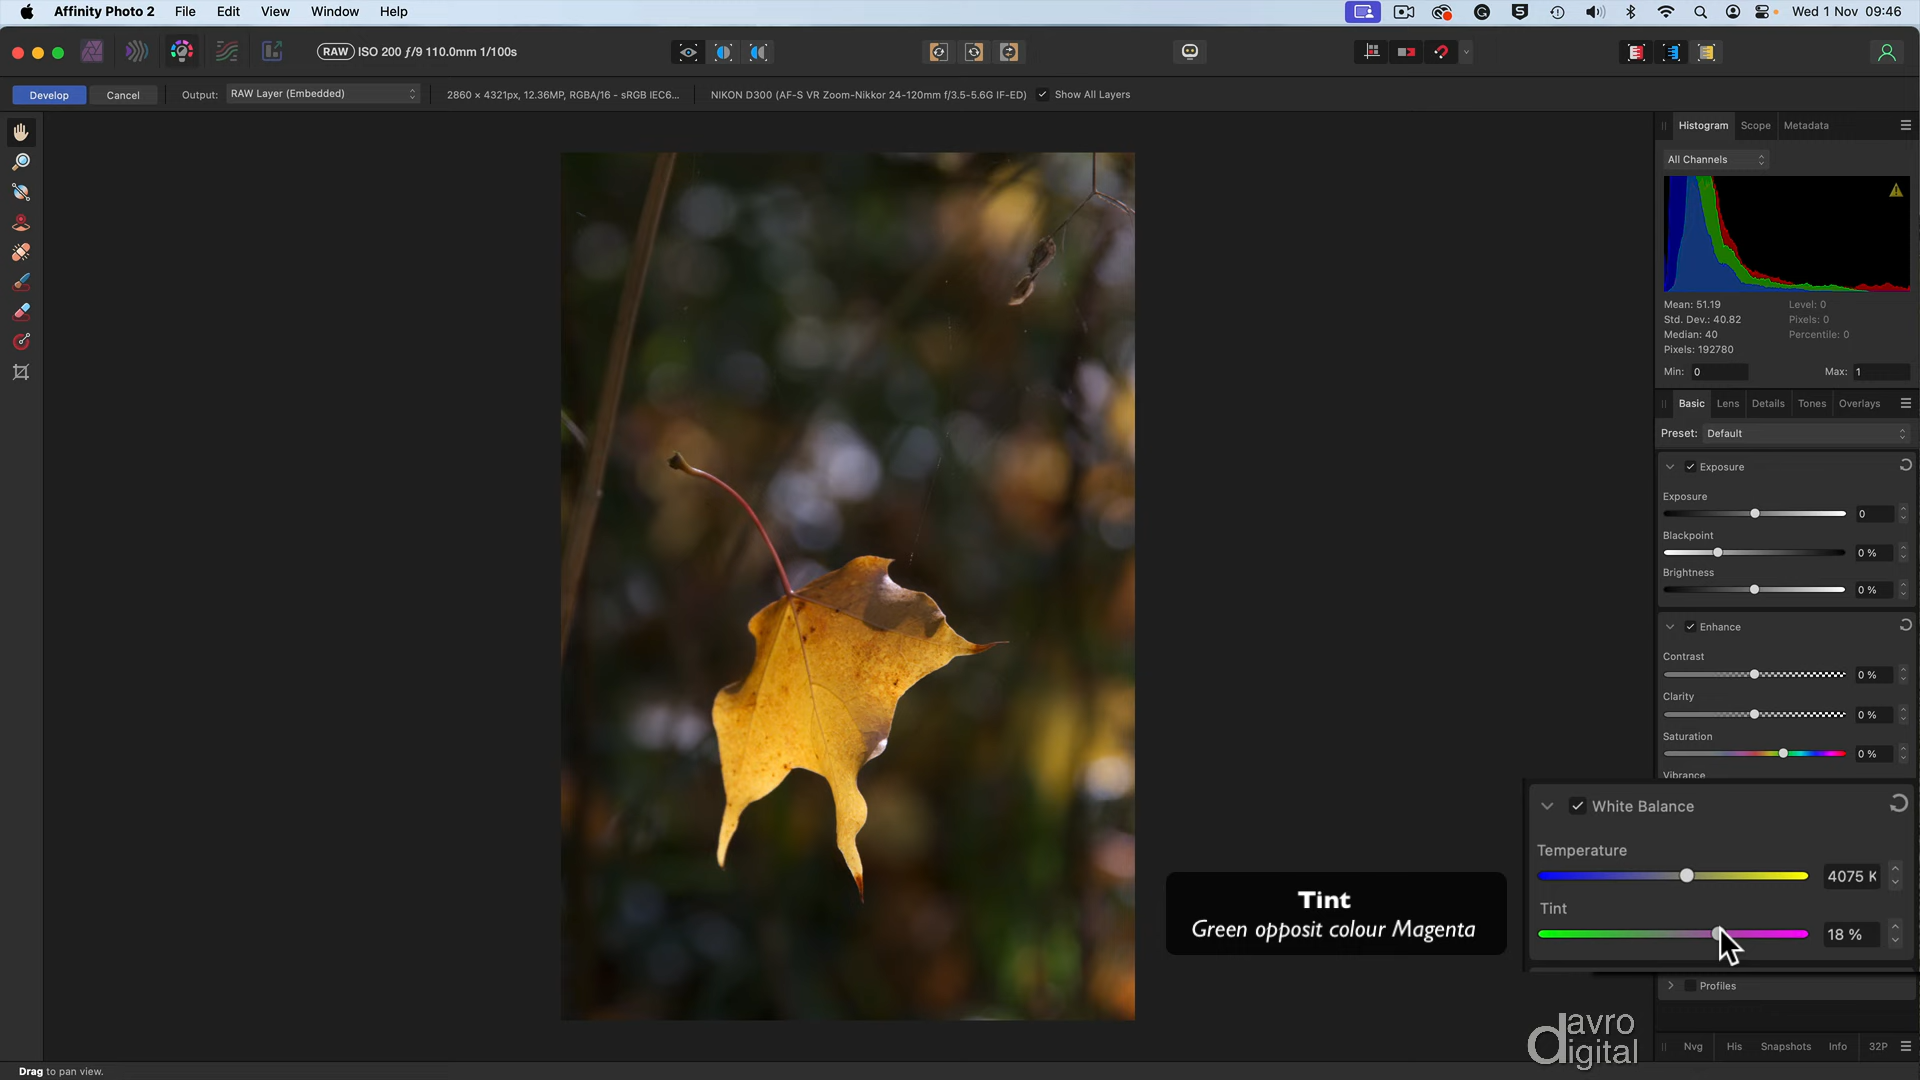 Affinity Photo 2 File Edit View Window Help Wed 1 Nov 09:46
RAW ISO 200 ƒ/9 110.0mm 1/100s
Develop Cancel Output: RAW Layer (Embedded) 2860 × 4321px, 12.36MP, RGBA/16 - sRGB IEC6... NIKON D300 (AF-S VR Zoom-Nikkor 24-120mm f/3.5-5.6G IF-ED) Show All Layers
Histogram Scope Metadata
All Channels
Mean: 51.19 Level: 0
Std. Dev.: 40.82 Pixels: 0
Median: 40 Percentile: 0
Pixels: 192780
Min: 0 Max: 1
Basic Lens Details Tones Overlays
Preset: Default
Exposure
Exposure
0
Blackpoint
0 %
Brightness
0 %
Enhance
Contrast
0 %
Clarity
0 %
Saturation
0 %
Vibrance
White Balance
Temperature
4075 K
Tint
18 %
Tint
Green opposit colour Magenta
Profiles
davro
digital
Nvg His Snapshots Info 32P
Drag to pan view.